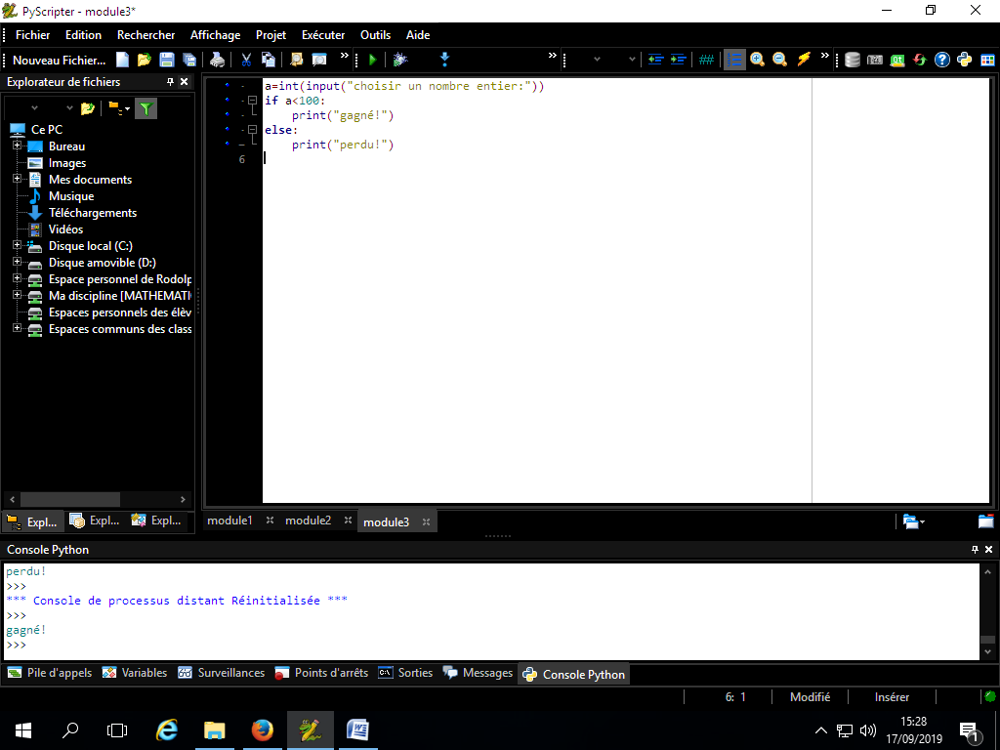 PyScripter - module3*
Fichier Edition Rechercher Affichage Projet Exécuter Outils Aide
Nouveau Fichier...
Explorateur de fichiers
Ce PC
Bureau
Images
Mes documents
Musique
Téléchargements
Vidéos
Disque local (C:)
Disque amovible (D:)
Espace personnel de Rodolp
Ma discipline [MATHEMATI
Espaces personnels des élèv
Espaces communs des class
Expl... Expl... Expl...
a=int(input("choisir un nombre entier:"))
if a<100:
print("gagné!")
else:
print("perdu!")
6
module1 module2 module3
Console Python
perdu!
>>>
*** Console de processus distant Réinitialisée ***
>>>
gagné!
>>>
Pile d'appels Variables Surveillances Points d'arrêts Sorties Messages Console Python
6: 1 Modifié Insérer
15:28
17/09/2019
1